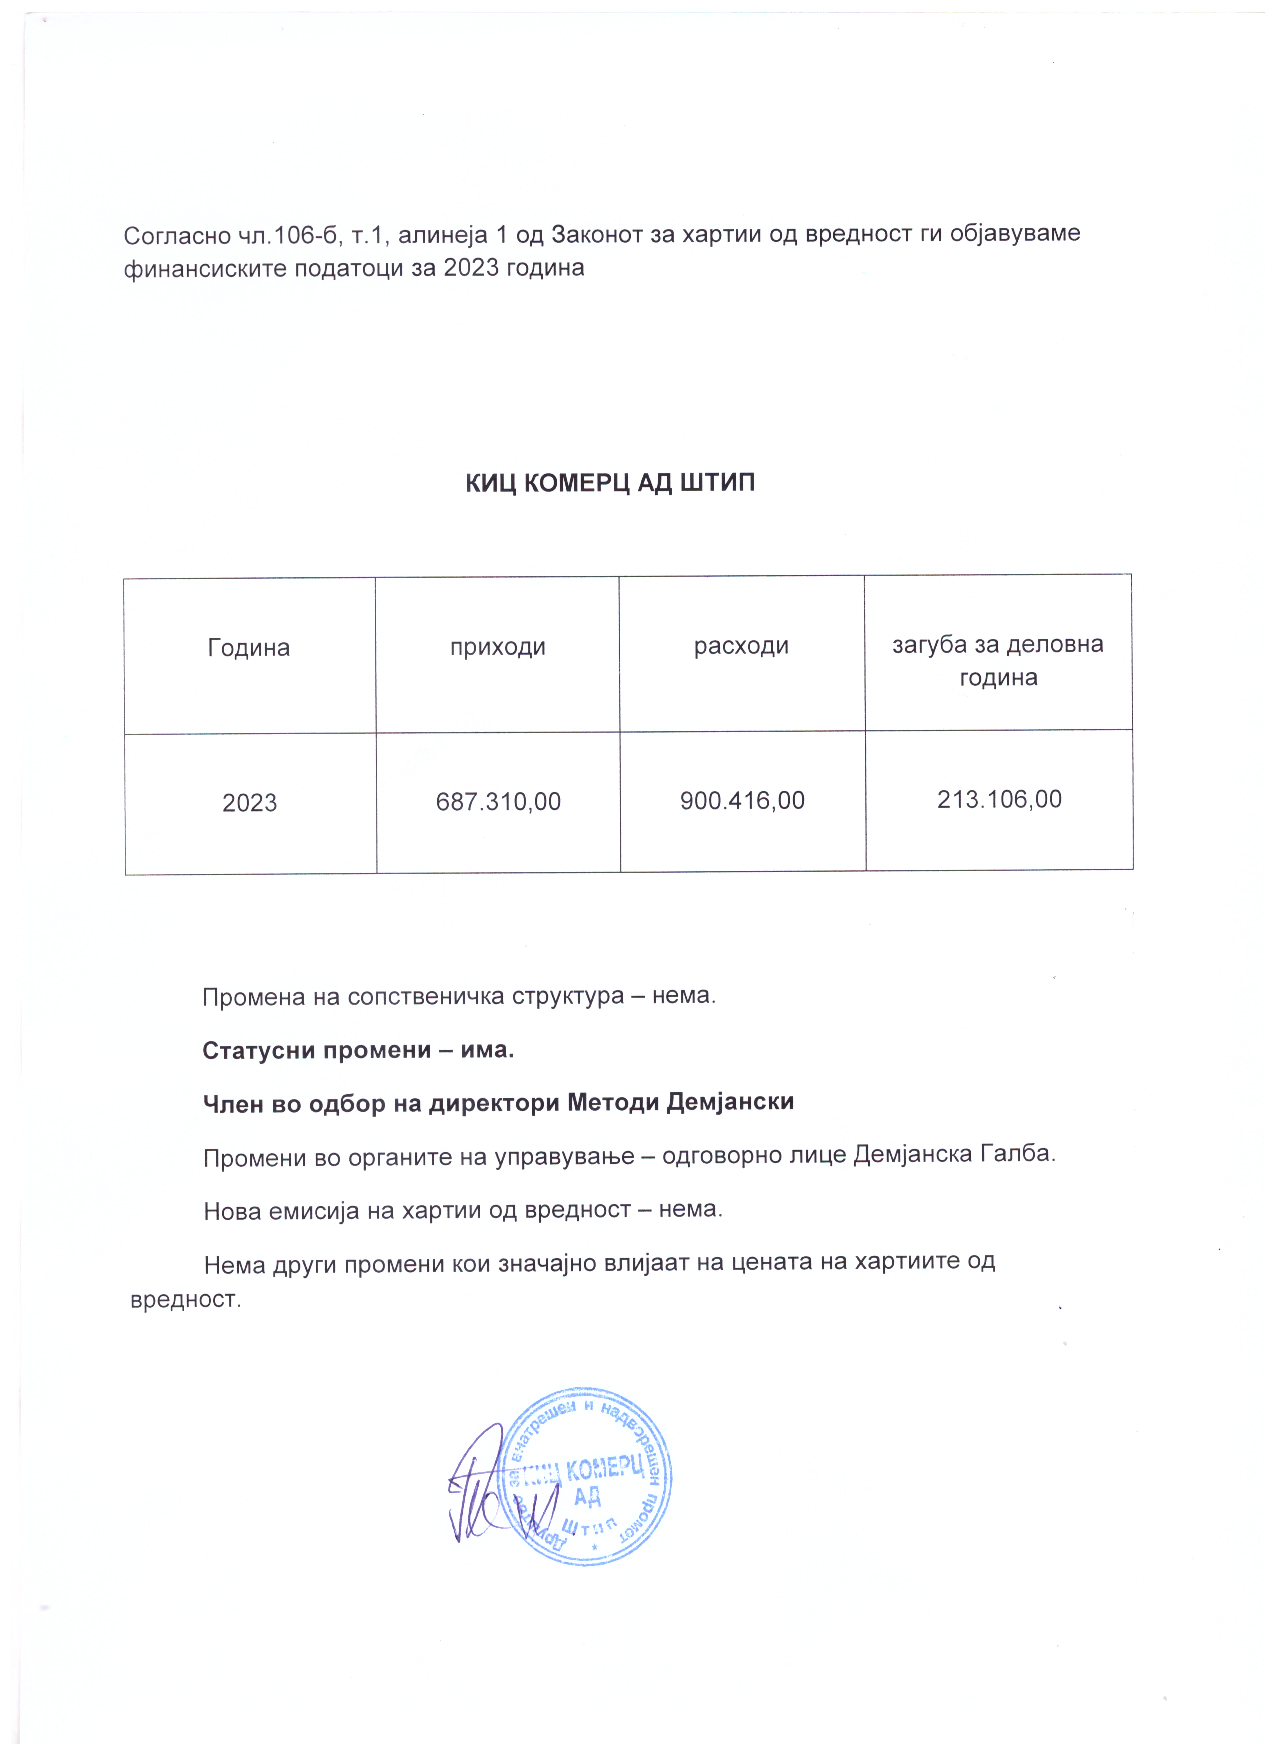 Согласно чл.106-б, т.1, алинеја 1 од Законот за хартии од вредност ги објавуваме
финансиските податоци за 2023 година
КИЦ КОМЕРЦ АД ШТИП
Година приходи расходи загуба за деловна
година
2023 687.310,00 900.416,00 213.106,00
Промена на сопственичка структура – нема.
Статусни промени – има.
Член во одбор на директори Методи Демјански
Промени во органите на управување – одговорно лице Демјанска Галба.
Нова емисија на хартии од вредност – нема.
Нема други промени кои значајно влијаат на цената на хартиите од
вредност.
Друштво за внатрешен и надворешен промет
КИЦ КОМЕРЦ
АД
Штип